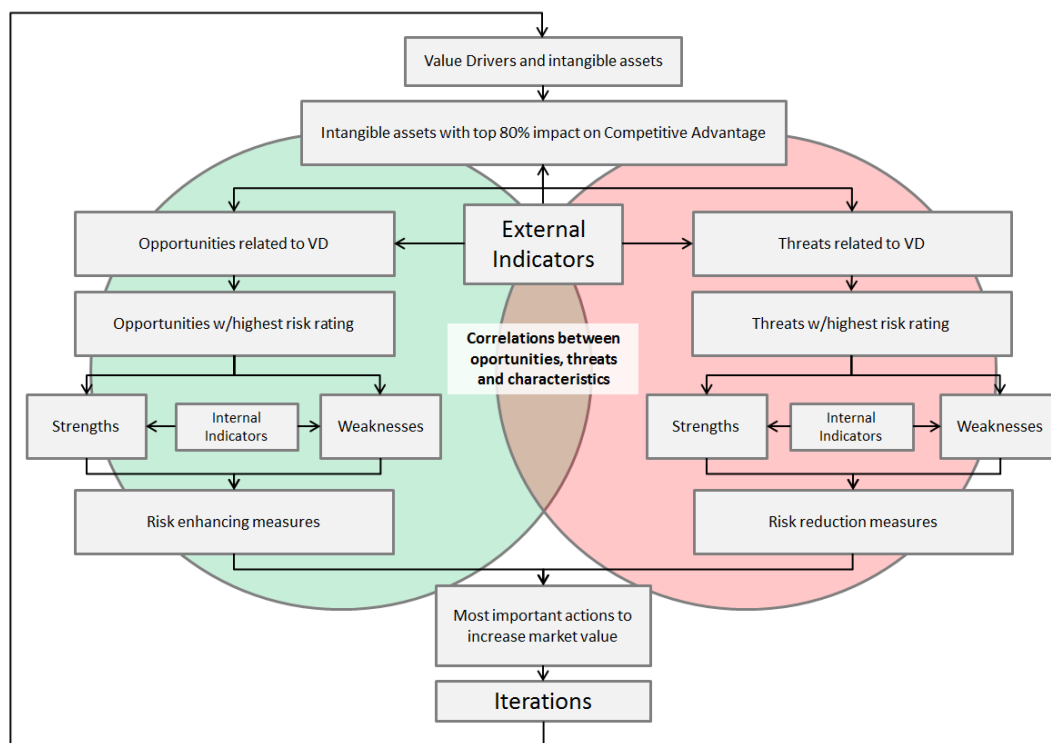 Value Drivers and intangible assets
Intangible assets with top 80% impact on Competitive Advantage
External
Indicators
Opportunities related to VD
Threats related to VD
Opportunities w/highest risk rating
Threats w/highest risk rating
Correlations between
oportunities, threats
and characteristics
Strengths
Internal
Indicators
Weaknesses
Strengths
Internal
Indicators
Weaknesses
Risk enhancing measures
Risk reduction measures
Most important actions to
increase market value
Iterations